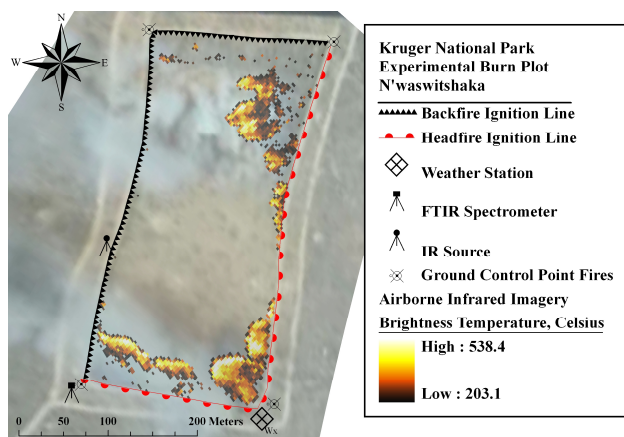 N
W E
S
Kruger National Park
Experimental Burn Plot
N'waswitshaka
Backfire Ignition Line
Headfire Ignition Line
Weather Station
FTIR Spectrometer
IR Source
Ground Control Point Fires
Airborne Infrared Imagery
Brightness Temperature, Celsius
High : 538.4
Low : 203.1
0 50 100 200 Meters
Wx